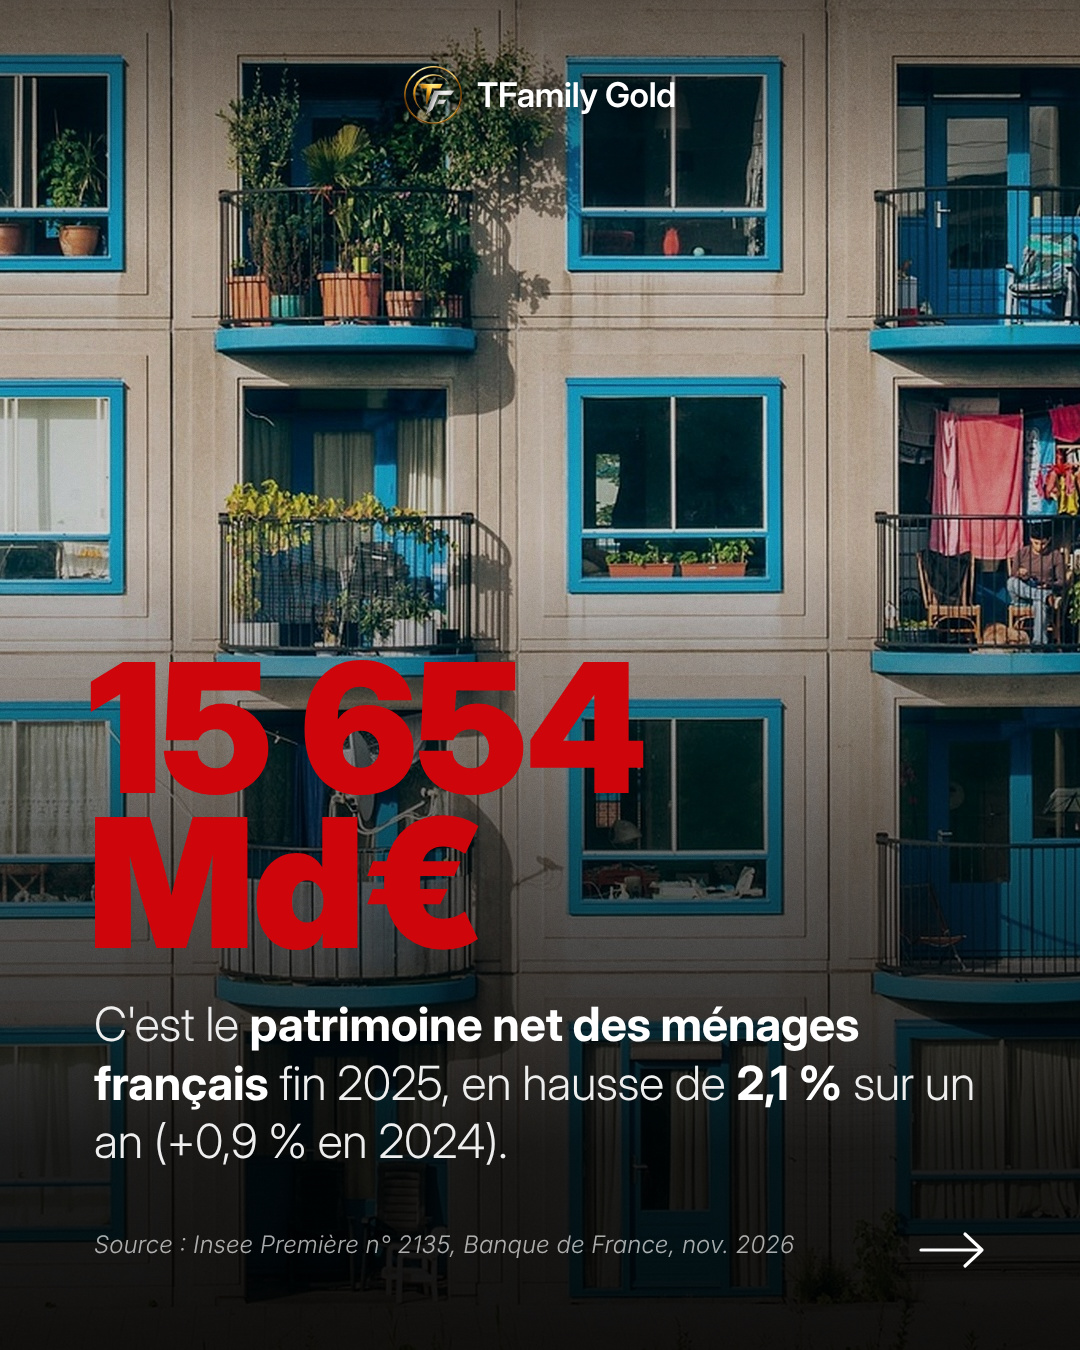 TFamily Gold
15 654
Md€
C'est le patrimoine net des ménages
français fin 2025, en hausse de 2,1 % sur un
an (+0,9 % en 2024).
Source : Insee Première n° 2135, Banque de France, nov. 2026